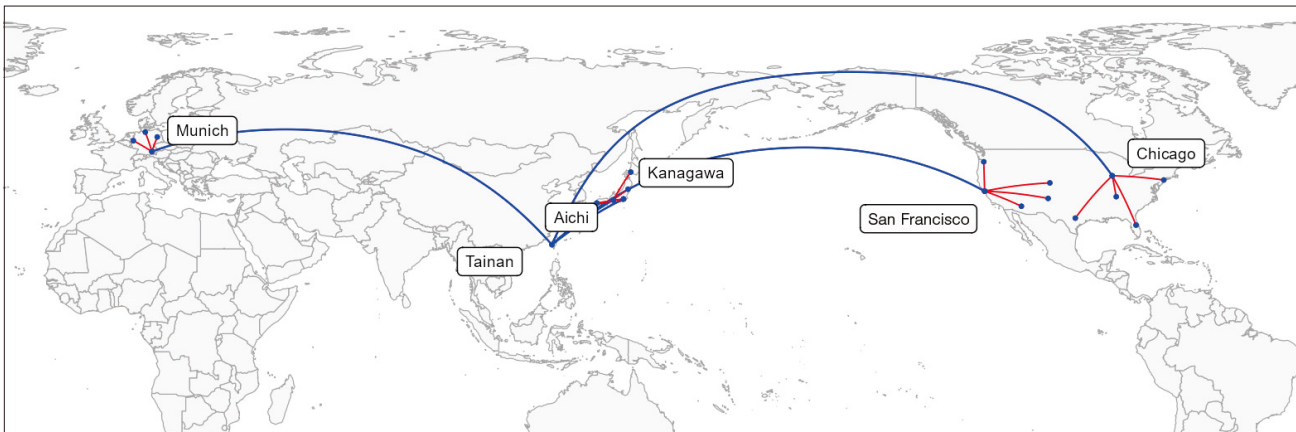 Munich
Kanagawa
Chicago
Aichi
San Francisco
Tainan